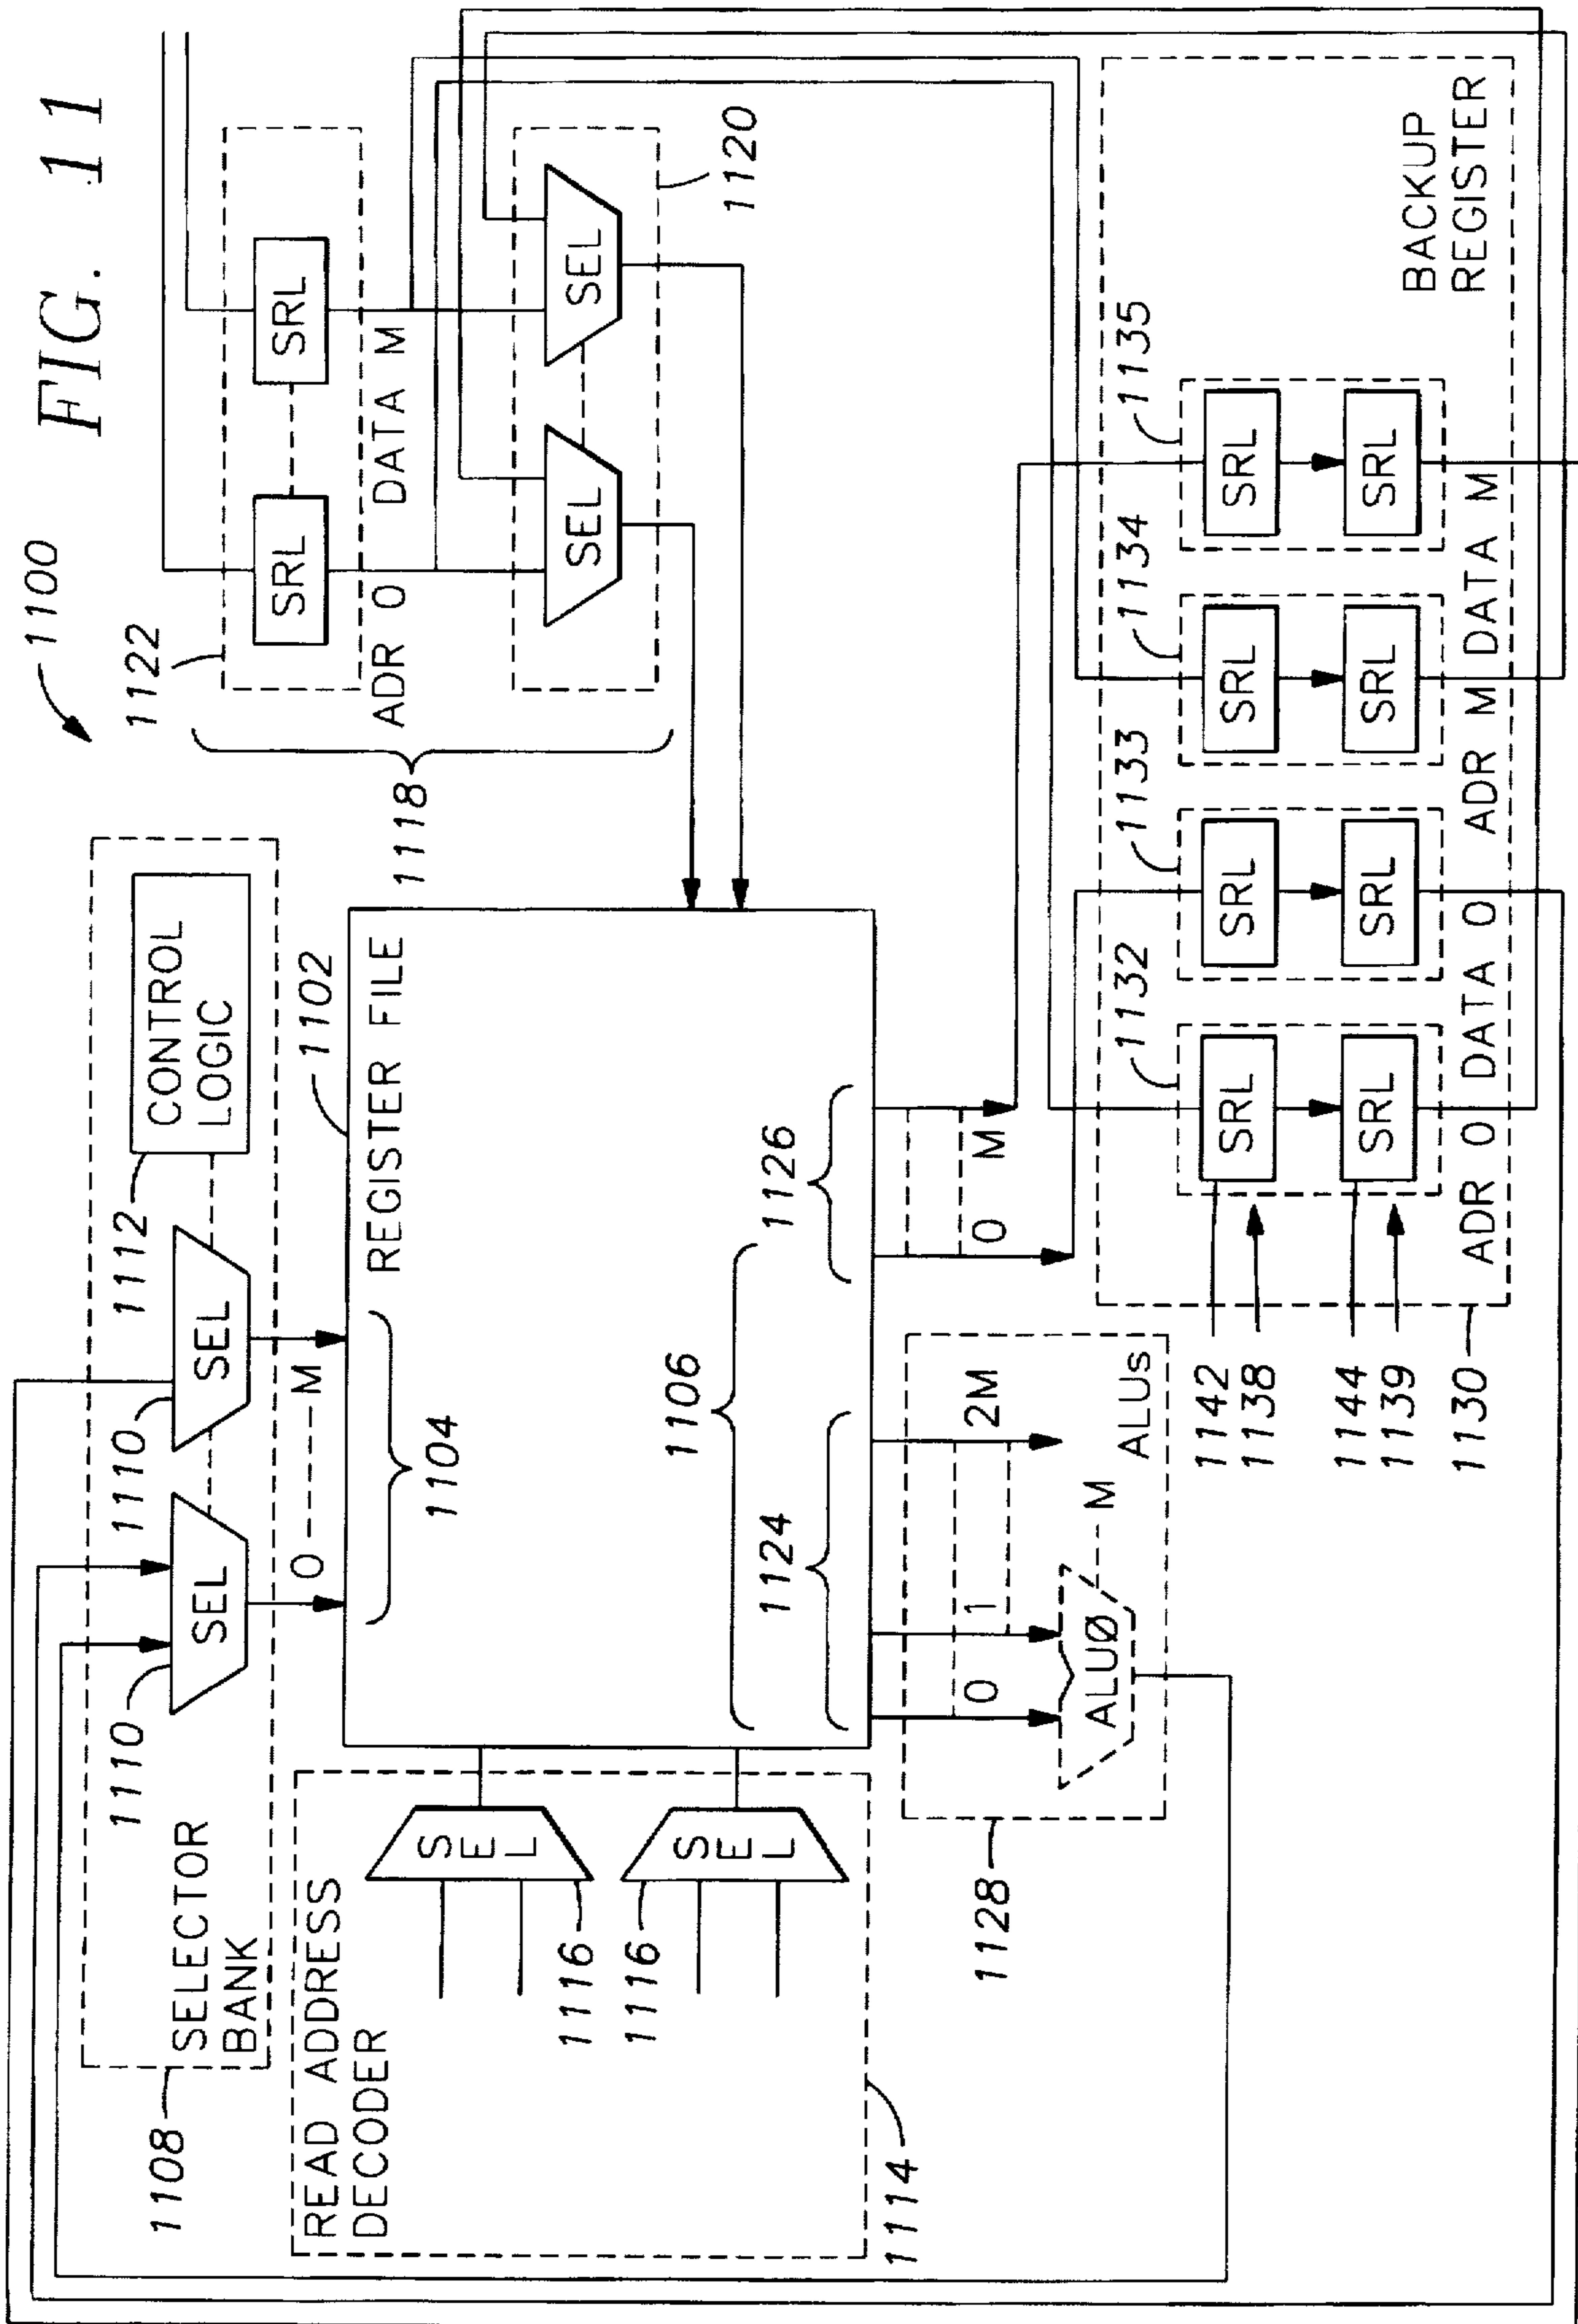 FIG. 11
1100
1122
SRL
SRL
ADR 0 DATA M
SEL
SEL
1120
1118
CONTROL
LOGIC
1112
SEL
1110
SEL
1110
SELECTOR
BANK
1108
0 M
1102
REGISTER FILE
1104
1106
1124
1126
READ ADDRESS
DECODER
SEL
1116
SEL
1116
1114
0 1 2M
ALUØ
M
ALUs
1128
0 M
BACKUP
REGISTER
1132
1133
1134
1135
SRL
SRL
SRL
SRL
SRL
SRL
SRL
SRL
ADR 0 DATA 0 ADR M DATA M
1142
1138
1144
1139
1130